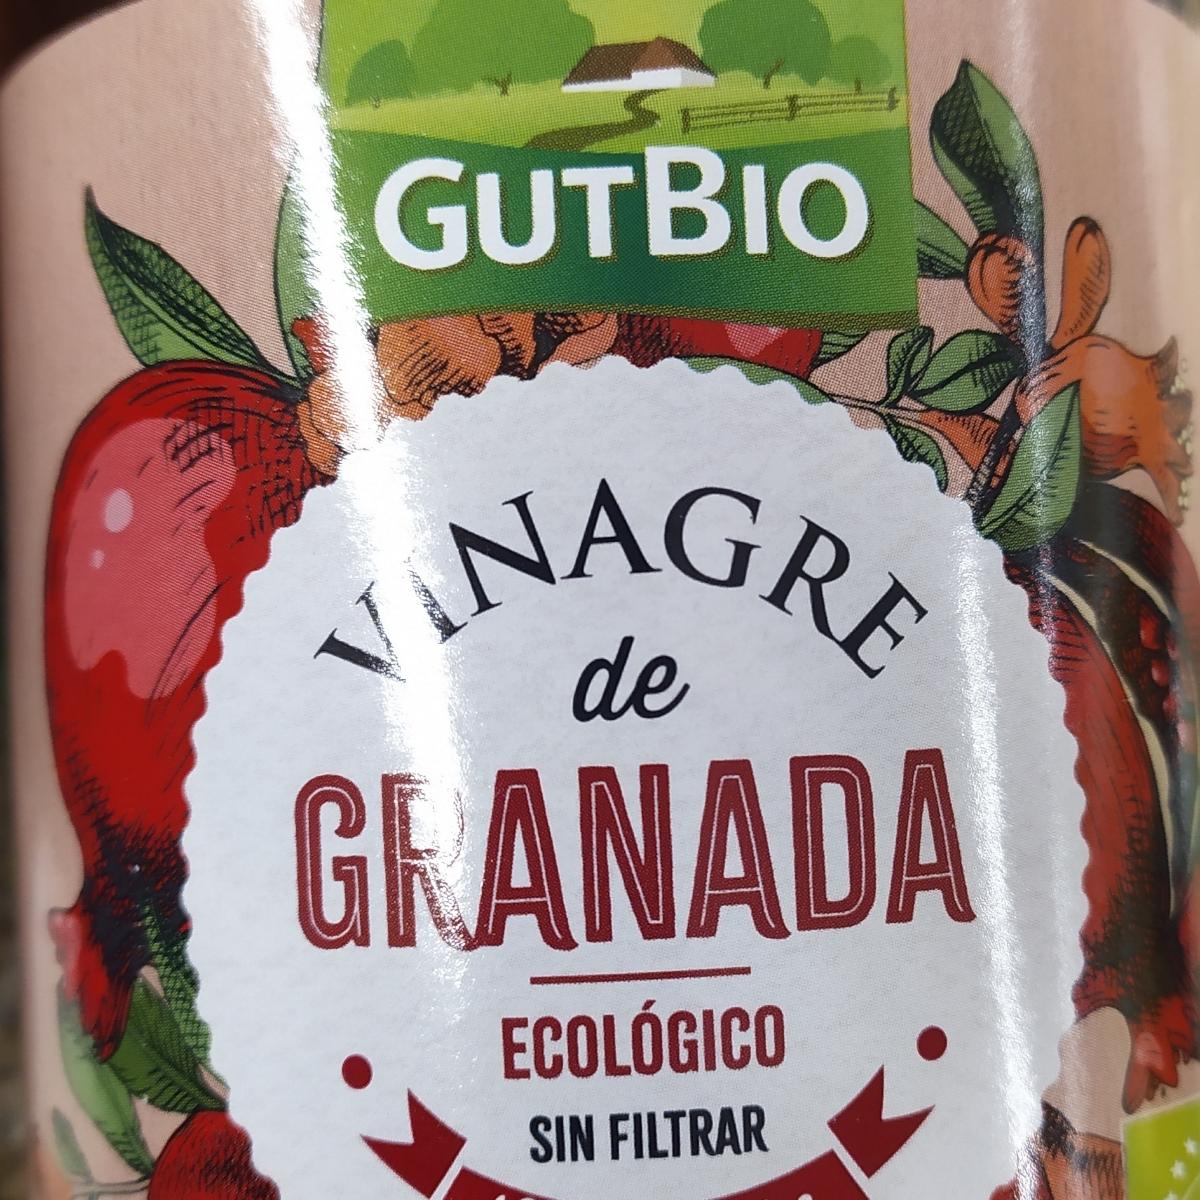 GUTBIO
VINAGRE
de
GRANADA
ECOLÓGICO
SIN FILTRAR